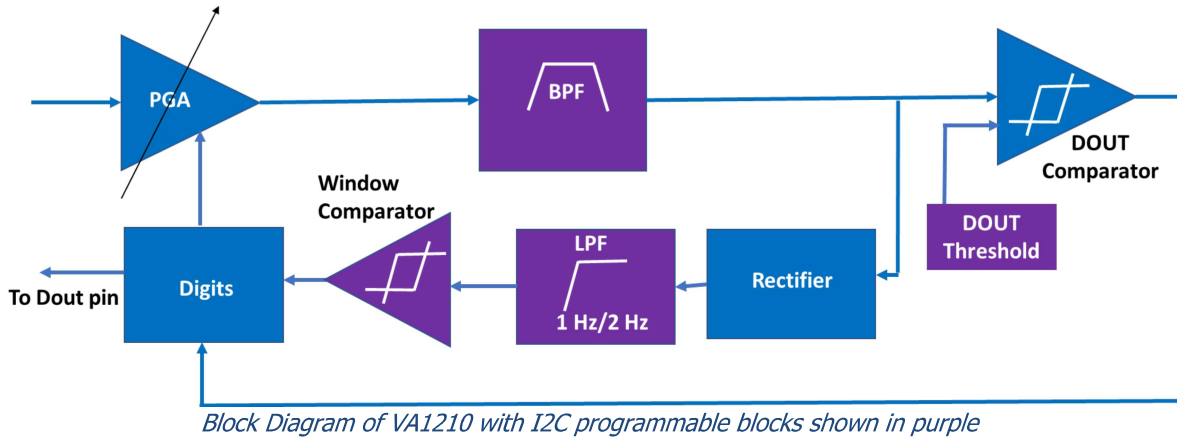 PGA
BPF
DOUT
Comparator
Window
Comparator
DOUT
Threshold
LPF
1 Hz/2 Hz
Rectifier
Digits
To Dout pin
Block Diagram of VA1210 with I2C programmable blocks shown in purple